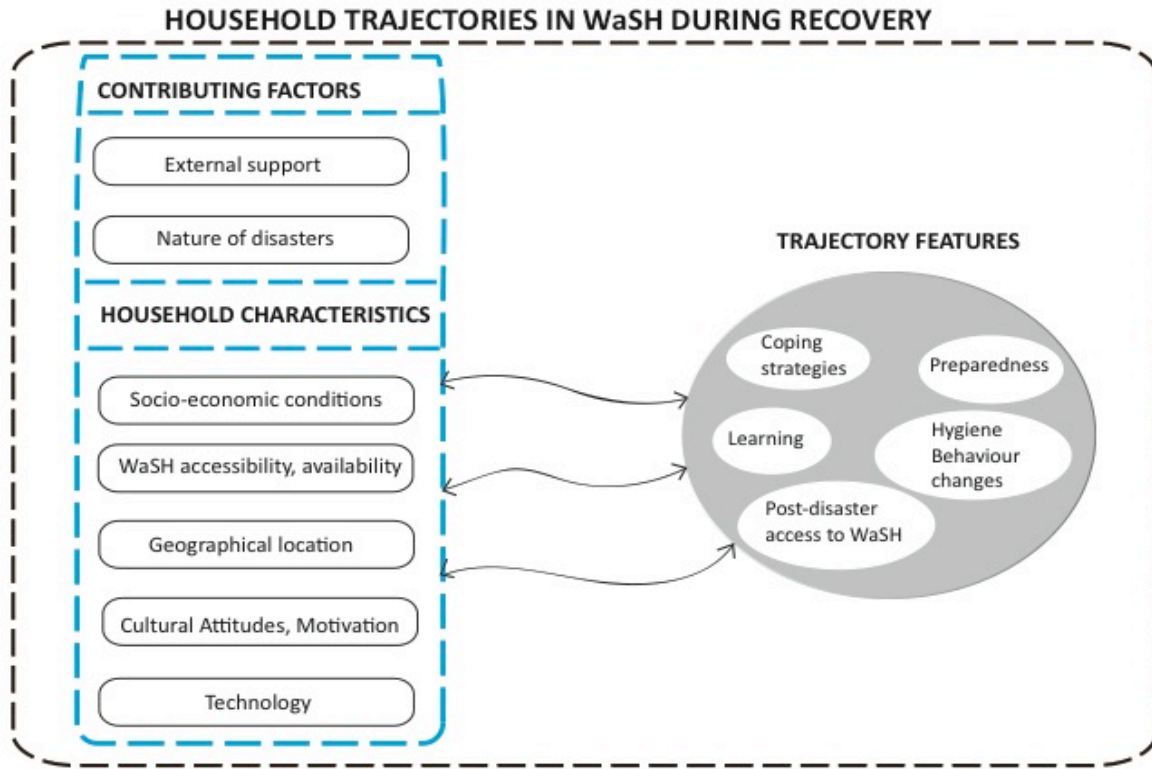 HOUSEHOLD TRAJECTORIES IN WaSH DURING RECOVERY
CONTRIBUTING FACTORS
External support
Nature of disasters
HOUSEHOLD CHARACTERISTICS
Socio-economic conditions
WaSH accessibility, availability
Geographical location
Cultural Attitudes, Motivation
Technology
TRAJECTORY FEATURES
Coping
strategies
Preparedness
Learning
Hygiene
Behaviour
changes
Post-disaster
access to WaSH